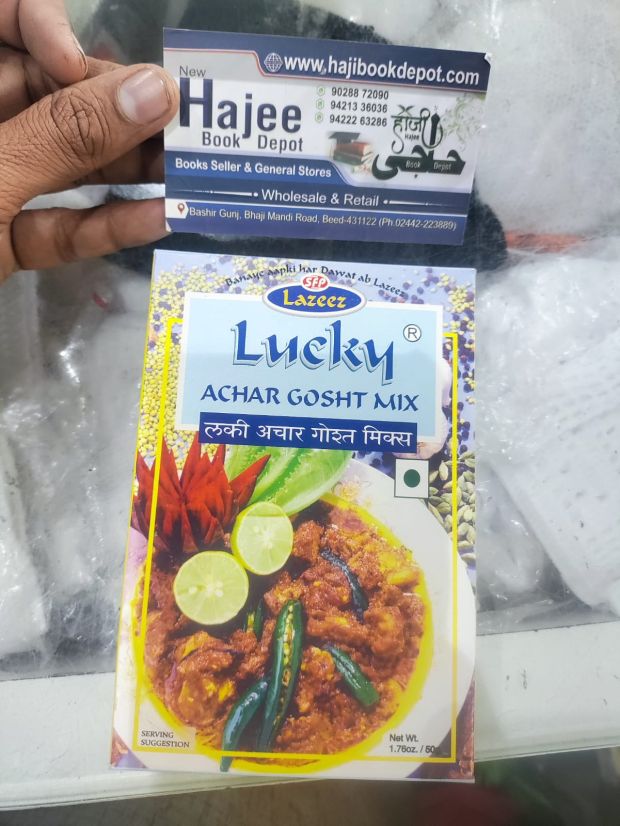 www.hajibookdepot.com
New
Hajee
Book Depot
90288 72090
94213 36036
94222 63286
हाजी
Hajee
حاجی
Book Depot
Books Seller & General Stores
Wholesale & Retail
Bashir Gunj, Bhaji Mandi Road, Beed-431122 (Ph.02442-223889)
Banaye aapki har Dawat ab Lazeez
SFP
Lazeez
Lucky ®
ACHAR GOSHT MIX
लकी अचार गोश्त मिक्स
SERVING
SUGGESTION
Net Wt.
1.76oz. / 50g